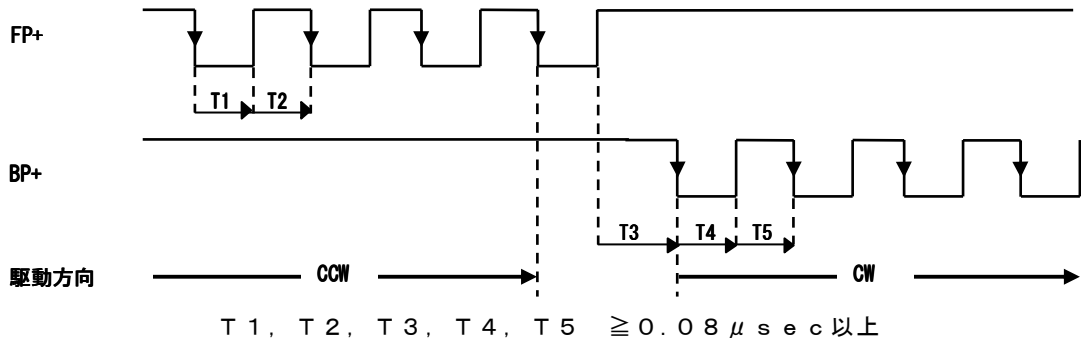 FP+
T1 T2
BP+
T3 T4 T5
駆動方向 CCW CW
T1, T2, T3, T4, T5 ≧0.08μsec以上